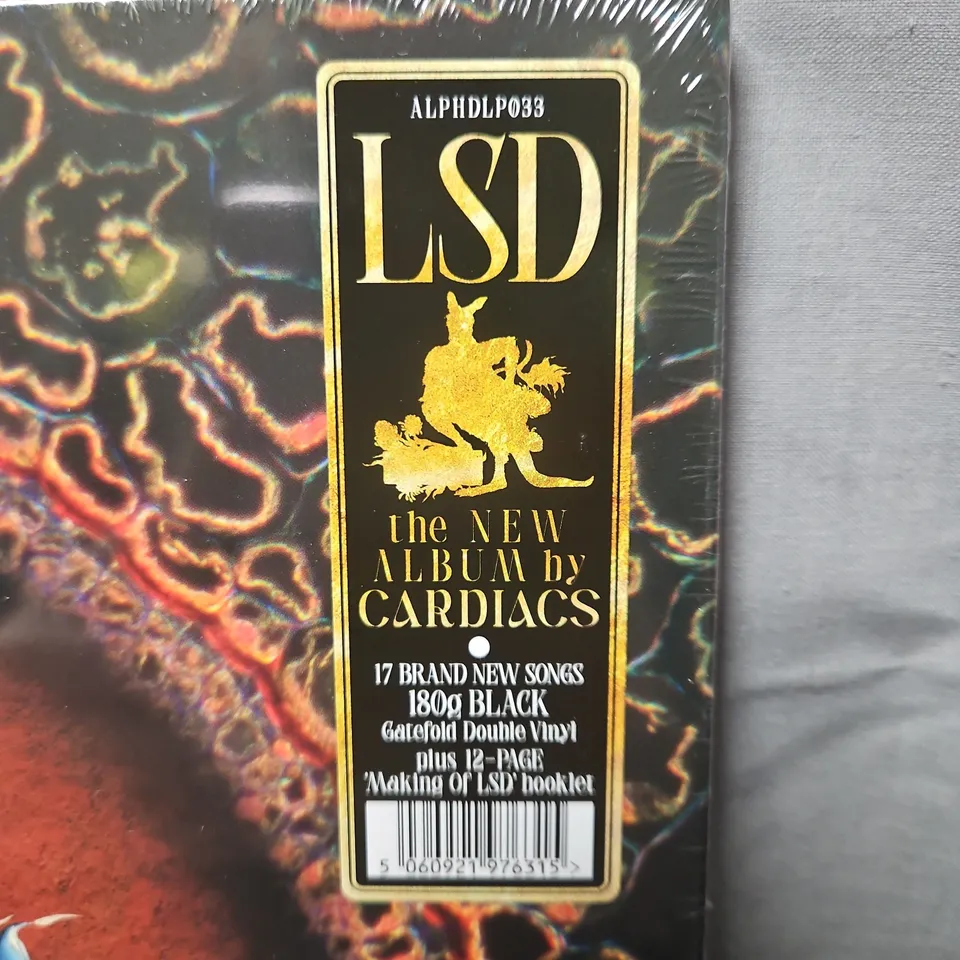 ALPHDLP033
LSD
the NEW
ALBUM by
CARDIACS
17 BRAND NEW SONGS
180g BLACK
Gatefold Double Vinyl
plus 12-PAGE
'Making Of LSD' booklet
5 060921 976315 >